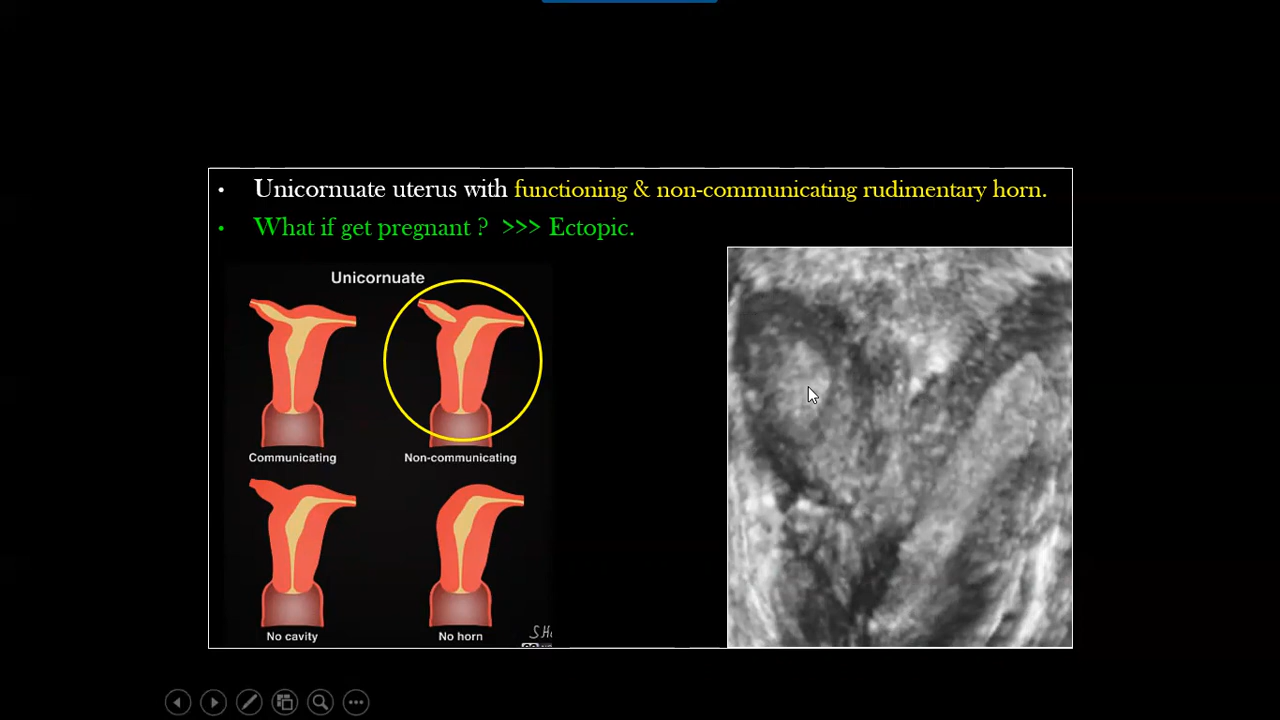 • Unicornuate uterus with functioning & non-communicating rudimentary horn.
• What if get pregnant ? >>> Ectopic.
Unicornuate
Communicating Non-communicating
No cavity No horn